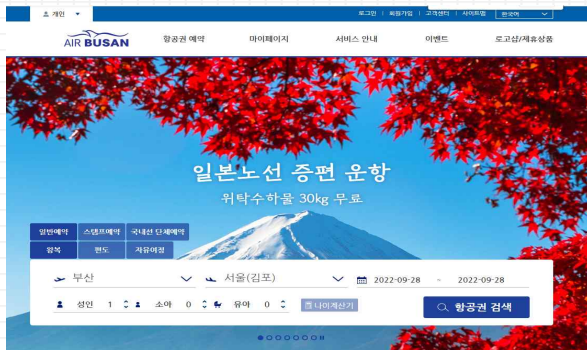 개인
로그인 | 회원가입 | 고객센터 | 사이트맵 한국어
AIR BUSAN 항공권 예약 마이페이지 서비스 안내 이벤트 로고샵/제휴상품
일본노선 증편 운항
위탁수하물 30kg 무료
일반예약 스탬프예약 국내선 단체예약
왕복 편도 자유여정
부산 서울(김포) 2022-09-28 ~ 2022-09-28
성인 1 소아 0 유아 0 나이계산기 항공권 검색